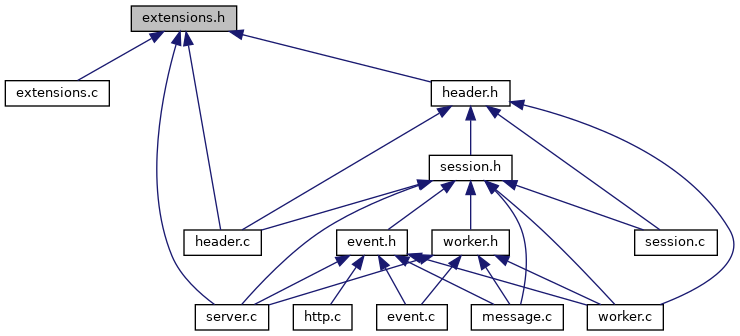 extensions.h
extensions.c
header.h
session.h
header.c
event.h
worker.h
session.c
server.c
http.c
event.c
message.c
worker.c